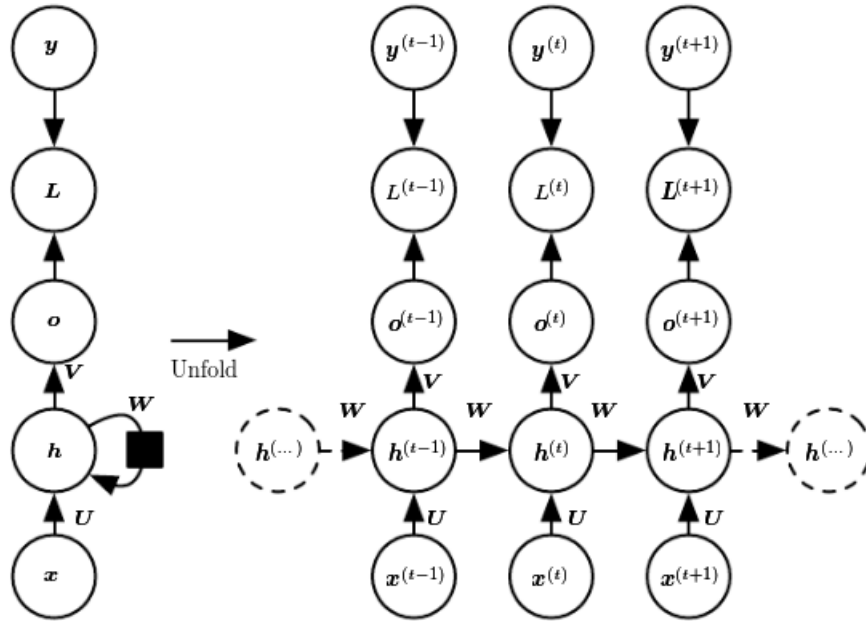 y y^(t−1) y^(t) y^(t+1)
L L^(t−1) L^(t) L^(t+1)
o o^(t−1) o^(t) o^(t+1)
Unfold
V V V V
W W W W W
h h^(...) h^(t−1) h^(t) h^(t+1) h^(...)
U U U U
x x^(t−1) x^(t) x^(t+1)